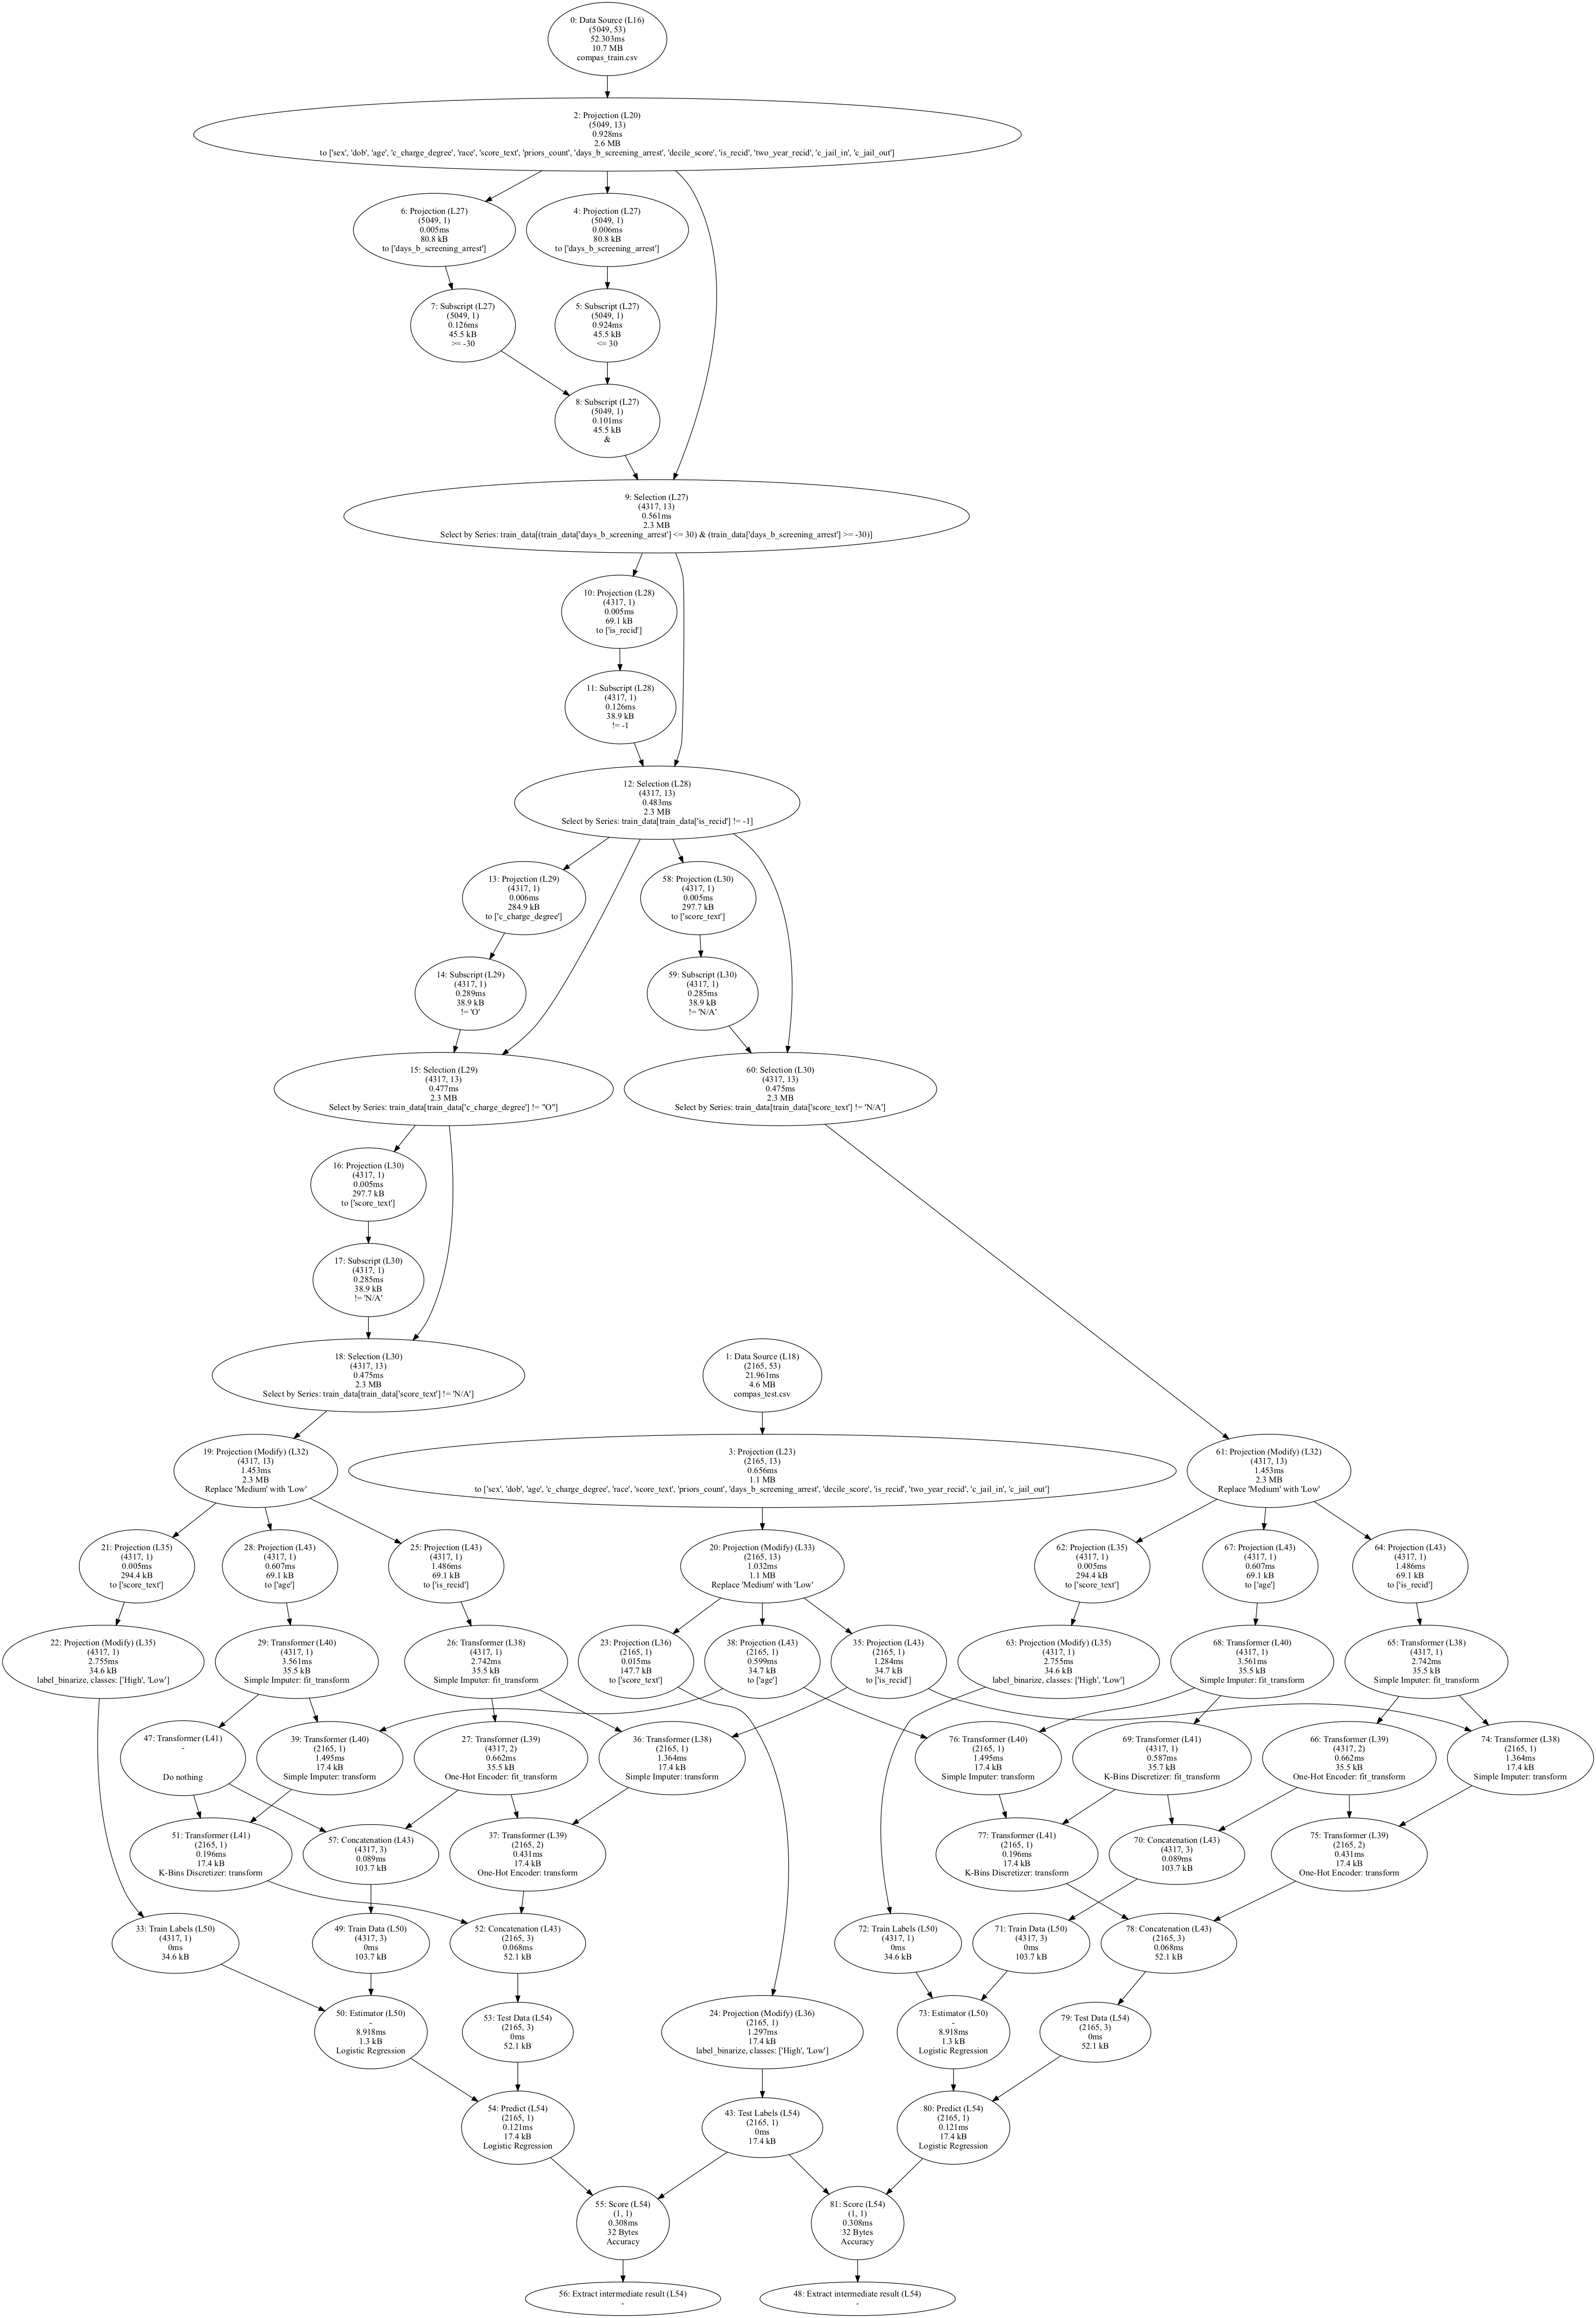 0: Data Source (L16)
(5049, 53)
52.303ms
10.7 MB
compas_train.csv
2: Projection (L20)
(5049, 13)
0.928ms
2.6 MB
to ['sex', 'dob', 'age', 'c_charge_degree', 'race', 'score_text', 'priors_count', 'days_b_screening_arrest', 'decile_score', 'is_recid', 'two_year_recid', 'c_jail_in', 'c_jail_out']
6: Projection (L27)
(5049, 1)
0.005ms
80.8 kB
to ['days_b_screening_arrest']
4: Projection (L27)
(5049, 1)
0.006ms
80.8 kB
to ['days_b_screening_arrest']
7: Subscript (L27)
(5049, 1)
0.126ms
45.5 kB
>= -30
5: Subscript (L27)
(5049, 1)
0.924ms
45.5 kB
<= 30
8: Subscript (L27)
(5049, 1)
0.101ms
45.5 kB
&
9: Selection (L27)
(4317, 13)
0.561ms
2.3 MB
Select by Series: train_data[(train_data['days_b_screening_arrest'] <= 30) & (train_data['days_b_screening_arrest'] >= -30)]
10: Projection (L28)
(4317, 1)
0.005ms
69.1 kB
to ['is_recid']
11: Subscript (L28)
(4317, 1)
0.126ms
38.9 kB
!= -1
12: Selection (L28)
(4317, 13)
0.483ms
2.3 MB
Select by Series: train_data[train_data['is_recid'] != -1]
13: Projection (L29)
(4317, 1)
0.006ms
284.9 kB
to ['c_charge_degree']
58: Projection (L30)
(4317, 1)
0.005ms
297.7 kB
to ['score_text']
14: Subscript (L29)
(4317, 1)
0.289ms
38.9 kB
!= 'O'
59: Subscript (L30)
(4317, 1)
0.285ms
38.9 kB
!= 'N/A'
15: Selection (L29)
(4317, 13)
0.477ms
2.3 MB
Select by Series: train_data[train_data['c_charge_degree'] != "O"]
60: Selection (L30)
(4317, 13)
0.475ms
2.3 MB
Select by Series: train_data[train_data['score_text'] != 'N/A']
16: Projection (L30)
(4317, 1)
0.005ms
297.7 kB
to ['score_text']
17: Subscript (L30)
(4317, 1)
0.285ms
38.9 kB
!= 'N/A'
18: Selection (L30)
(4317, 13)
0.475ms
2.3 MB
Select by Series: train_data[train_data['score_text'] != 'N/A']
1: Data Source (L18)
(2165, 53)
21.961ms
4.6 MB
compas_test.csv
19: Projection (Modify) (L32)
(4317, 13)
1.453ms
2.3 MB
Replace 'Medium' with 'Low'
3: Projection (L23)
(2165, 13)
0.656ms
1.1 MB
to ['sex', 'dob', 'age', 'c_charge_degree', 'race', 'score_text', 'priors_count', 'days_b_screening_arrest', 'decile_score', 'is_recid', 'two_year_recid', 'c_jail_in', 'c_jail_out']
61: Projection (Modify) (L32)
(4317, 13)
1.453ms
2.3 MB
Replace 'Medium' with 'Low'
21: Projection (L35)
(4317, 1)
0.005ms
294.4 kB
to ['score_text']
28: Projection (L43)
(4317, 1)
0.607ms
69.1 kB
to ['age']
25: Projection (L43)
(4317, 1)
1.486ms
69.1 kB
to ['is_recid']
20: Projection (Modify) (L33)
(2165, 13)
1.032ms
1.1 MB
Replace 'Medium' with 'Low'
62: Projection (L35)
(4317, 1)
0.005ms
294.4 kB
to ['score_text']
67: Projection (L43)
(4317, 1)
0.607ms
69.1 kB
to ['age']
64: Projection (L43)
(4317, 1)
1.486ms
69.1 kB
to ['is_recid']
22: Projection (Modify) (L35)
(4317, 1)
2.755ms
34.6 kB
label_binarize, classes: ['High', 'Low']
29: Transformer (L40)
(4317, 1)
3.561ms
35.5 kB
Simple Imputer: fit_transform
26: Transformer (L38)
(4317, 1)
2.742ms
35.5 kB
Simple Imputer: fit_transform
23: Projection (L36)
(2165, 1)
0.015ms
147.7 kB
to ['score_text']
38: Projection (L43)
(2165, 1)
0.599ms
34.7 kB
to ['age']
35: Projection (L43)
(2165, 1)
1.284ms
34.7 kB
to ['is_recid']
63: Projection (Modify) (L35)
(4317, 1)
2.755ms
34.6 kB
label_binarize, classes: ['High', 'Low']
68: Transformer (L40)
(4317, 1)
3.561ms
35.5 kB
Simple Imputer: fit_transform
65: Transformer (L38)
(4317, 1)
2.742ms
35.5 kB
Simple Imputer: fit_transform
47: Transformer (L41)
-
Do nothing
39: Transformer (L40)
(2165, 1)
1.495ms
17.4 kB
Simple Imputer: transform
27: Transformer (L39)
(4317, 2)
0.662ms
35.5 kB
One-Hot Encoder: fit_transform
36: Transformer (L38)
(2165, 1)
1.364ms
17.4 kB
Simple Imputer: transform
76: Transformer (L40)
(2165, 1)
1.495ms
17.4 kB
Simple Imputer: transform
69: Transformer (L41)
(4317, 1)
0.587ms
35.7 kB
K-Bins Discretizer: fit_transform
66: Transformer (L39)
(4317, 2)
0.662ms
35.5 kB
One-Hot Encoder: fit_transform
74: Transformer (L38)
(2165, 1)
1.364ms
17.4 kB
Simple Imputer: transform
51: Transformer (L41)
(2165, 1)
0.196ms
17.4 kB
K-Bins Discretizer: transform
57: Concatenation (L43)
(4317, 3)
0.089ms
103.7 kB
37: Transformer (L39)
(2165, 2)
0.431ms
17.4 kB
One-Hot Encoder: transform
77: Transformer (L41)
(2165, 1)
0.196ms
17.4 kB
K-Bins Discretizer: transform
70: Concatenation (L43)
(4317, 3)
0.089ms
103.7 kB
75: Transformer (L39)
(2165, 2)
0.431ms
17.4 kB
One-Hot Encoder: transform
33: Train Labels (L50)
(4317, 1)
0ms
34.6 kB
49: Train Data (L50)
(4317, 3)
0ms
103.7 kB
52: Concatenation (L43)
(2165, 3)
0.068ms
52.1 kB
72: Train Labels (L50)
(4317, 1)
0ms
34.6 kB
71: Train Data (L50)
(4317, 3)
0ms
103.7 kB
78: Concatenation (L43)
(2165, 3)
0.068ms
52.1 kB
50: Estimator (L50)
-
8.918ms
1.3 kB
Logistic Regression
53: Test Data (L54)
(2165, 3)
0ms
52.1 kB
24: Projection (Modify) (L36)
(2165, 1)
1.297ms
17.4 kB
label_binarize, classes: ['High', 'Low']
73: Estimator (L50)
-
8.918ms
1.3 kB
Logistic Regression
79: Test Data (L54)
(2165, 3)
0ms
52.1 kB
54: Predict (L54)
(2165, 1)
0.121ms
17.4 kB
Logistic Regression
43: Test Labels (L54)
(2165, 1)
0ms
17.4 kB
80: Predict (L54)
(2165, 1)
0.121ms
17.4 kB
Logistic Regression
55: Score (L54)
(1, 1)
0.308ms
32 Bytes
Accuracy
81: Score (L54)
(1, 1)
0.308ms
32 Bytes
Accuracy
56: Extract intermediate result (L54)
-
48: Extract intermediate result (L54)
-